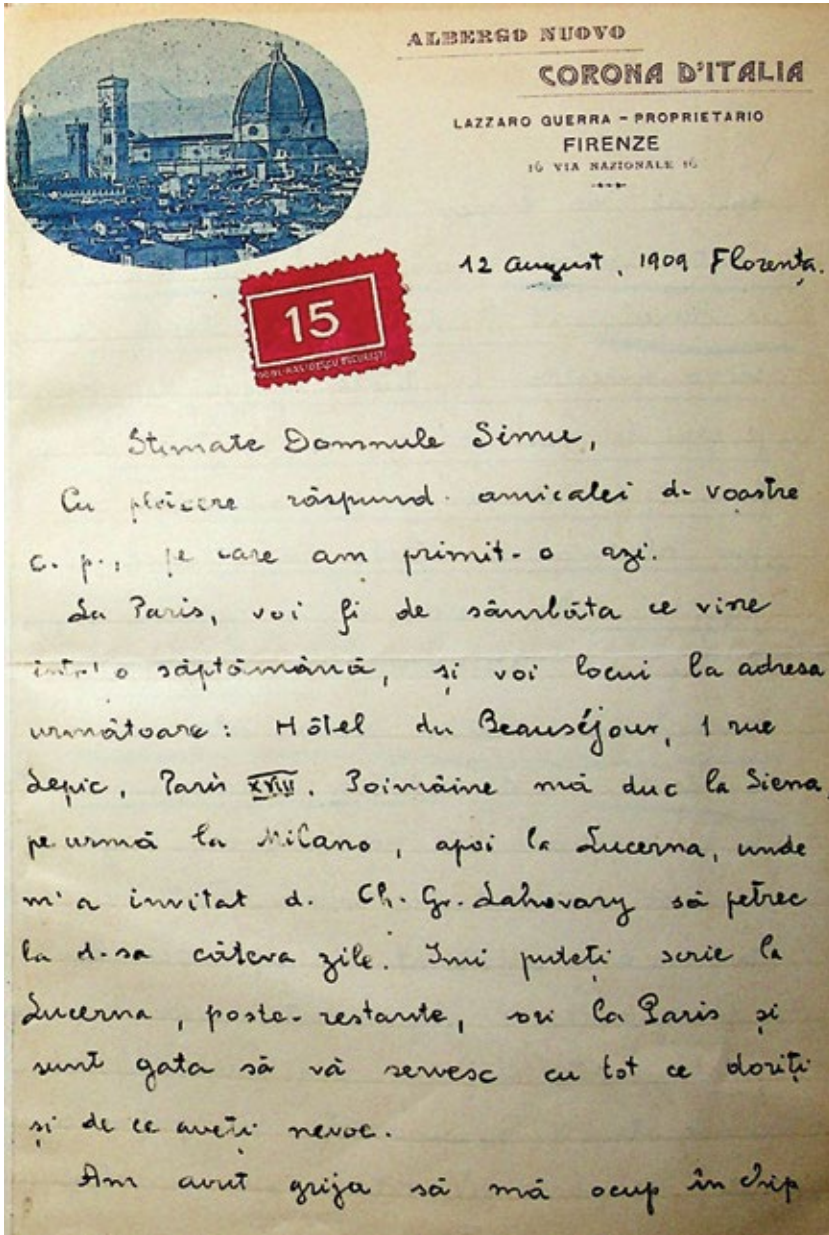 ALBERGO NUOVO
CORONA D'ITALIA
LAZZARO GUERRA - PROPRIETARIO
FIRENZE
16 VIA NAZIONALE 16
12 August, 1909 Florența.
15
BUCUREȘTI
Stimate Domnule Simu,
Cu plăcere răspund amicalei d-voastre
c. p., pe care am primit-o azi.
La Paris, voi fi de sâmbăta ce vine
intr'o săptămână, și voi locui la adresa
următoare: Hôtel du Beauséjour, 1 rue
Lepic, Paris XVIII. Poimâine mă duc la Siena,
pe urmă la Milano, apoi la Lucerna, unde
m'a invitat d. Ch. Gr. Lahovary să petrec
la d-sa câteva zile. Imi puteți scrie la
Lucerna, poste-restante, ori la Paris și
sunt gata să vă servesc cu tot ce doriți
și de ce aveți nevoe.
Am avut grija să mă ocup în chip